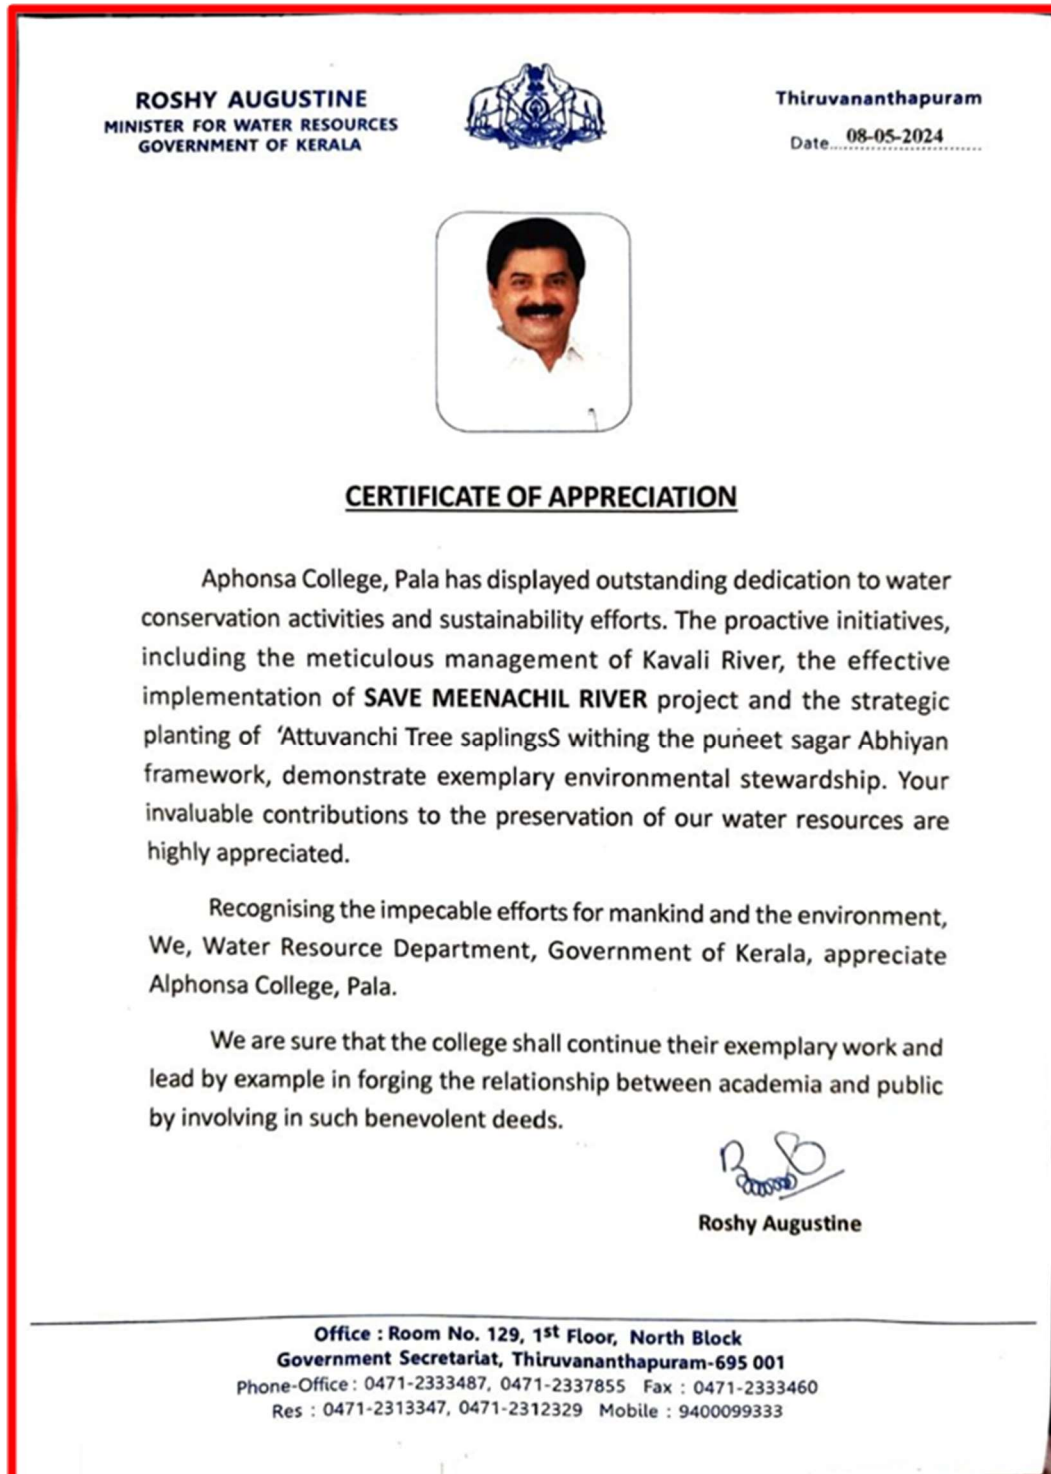 ROSHY AUGUSTINE
MINISTER FOR WATER RESOURCES
GOVERNMENT OF KERALA
Thiruvananthapuram
Date....08-05-2024
CERTIFICATE OF APPRECIATION
Aphonsa College, Pala has displayed outstanding dedication to water
conservation activities and sustainability efforts. The proactive initiatives,
including the meticulous management of Kavali River, the effective
implementation of SAVE MEENACHIL RIVER project and the strategic
planting of 'Attuvanchi Tree saplingsS withing the puneet sagar Abhiyan
framework, demonstrate exemplary environmental stewardship. Your
invaluable contributions to the preservation of our water resources are
highly appreciated.
Recognising the impecable efforts for mankind and the environment,
We, Water Resource Department, Government of Kerala, appreciate
Alphonsa College, Pala.
We are sure that the college shall continue their exemplary work and
lead by example in forging the relationship between academia and public
by involving in such benevolent deeds.
Roshy Augustine
Office : Room No. 129, 1st Floor, North Block
Government Secretariat, Thiruvananthapuram-695 001
Phone-Office : 0471-2333487, 0471-2337855 Fax : 0471-2333460
Res : 0471-2313347, 0471-2312329 Mobile : 9400099333